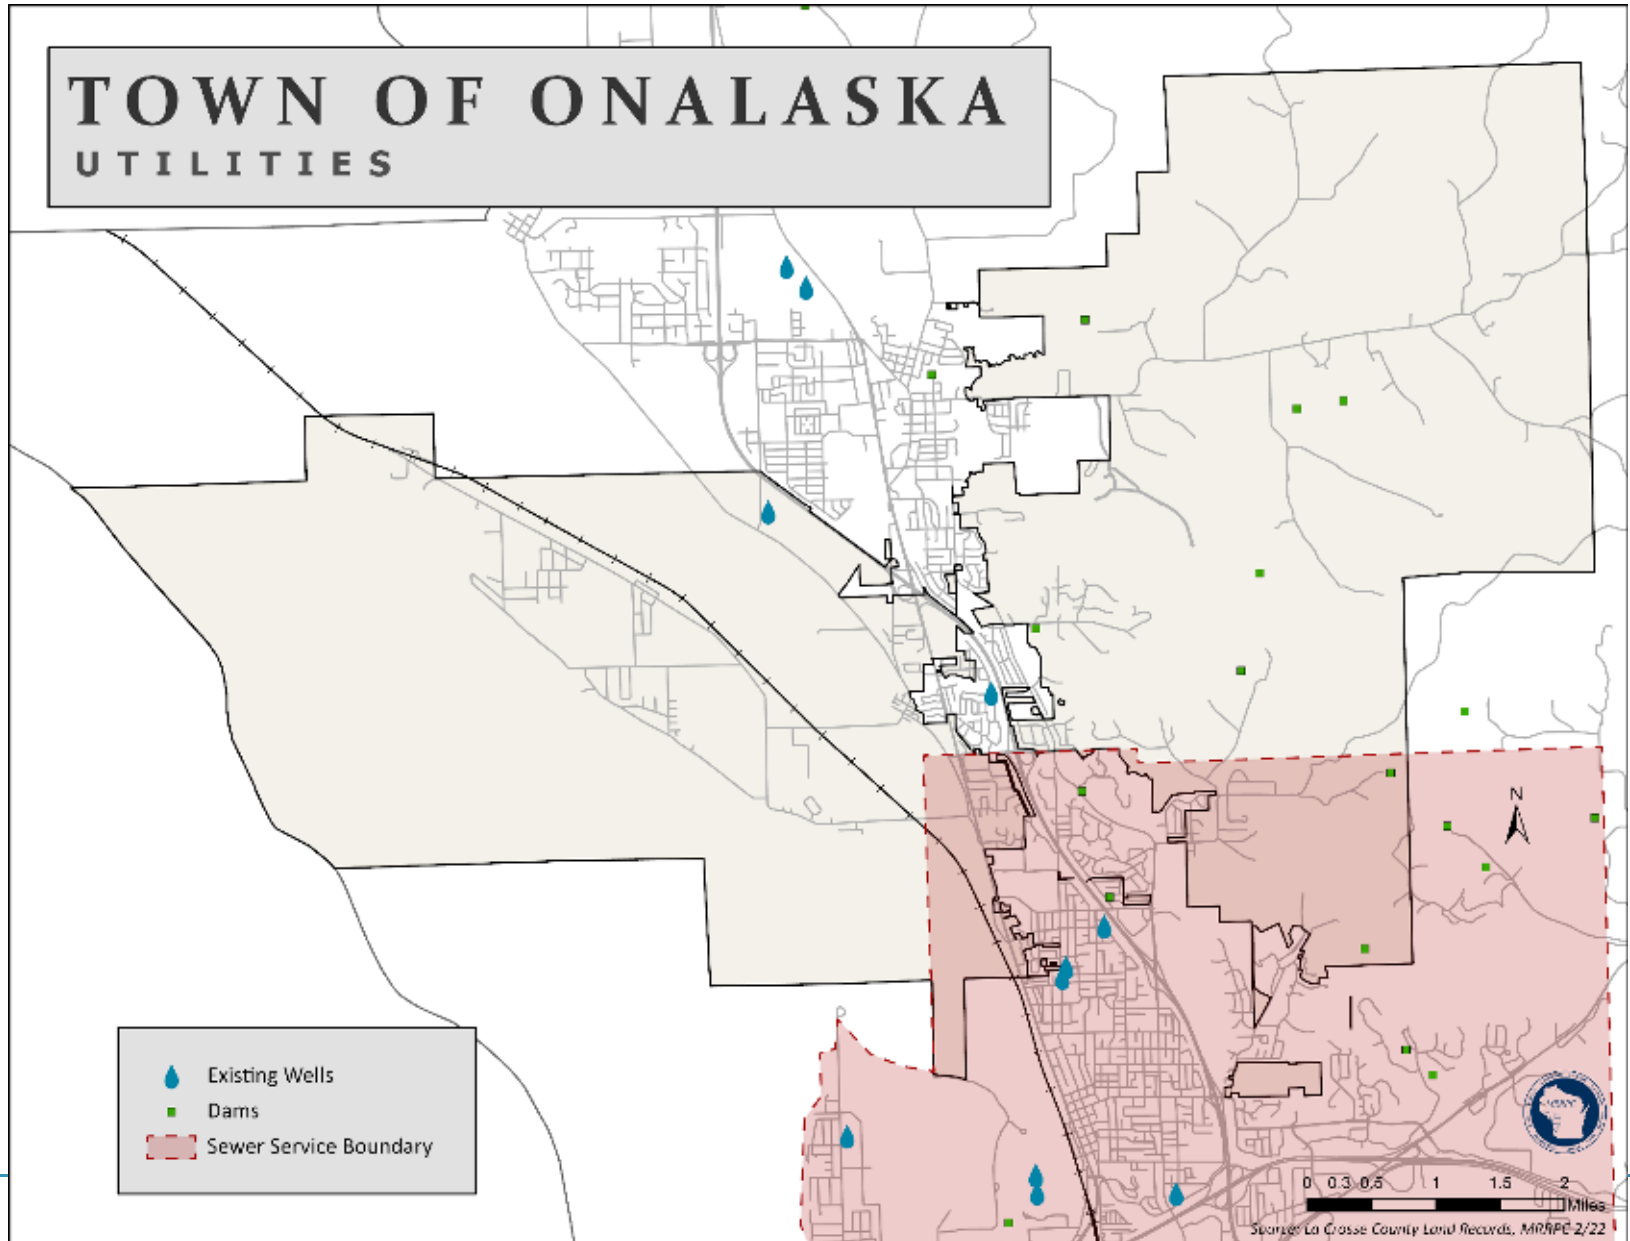 TOWN OF ONALASKA
UTILITIES
N
Existing Wells
Dams
Sewer Service Boundary
0 0.3 0.5 1 1.5 2
Miles
Source: La Crosse County Land Records, MRRPC 2/22